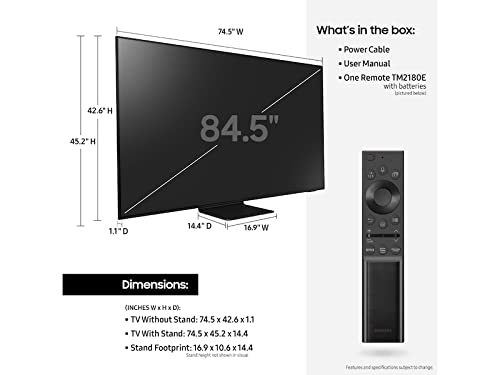 74.5" W
What's in the box:
• Power Cable
• User Manual
• One Remote TM2180E
with batteries
(pictured below)
42.6" H
45.2" H
84.5"
1.1" D
14.4" D
16.9" W
Dimensions:
(INCHES W x H x D):
• TV Without Stand: 74.5 x 42.6 x 1.1
• TV With Stand: 74.5 x 45.2 x 14.4
• Stand Footprint: 16.9 x 10.6 x 14.4
Stand height not shown in visual
SAMSUNG
Features and specifications subject to change.